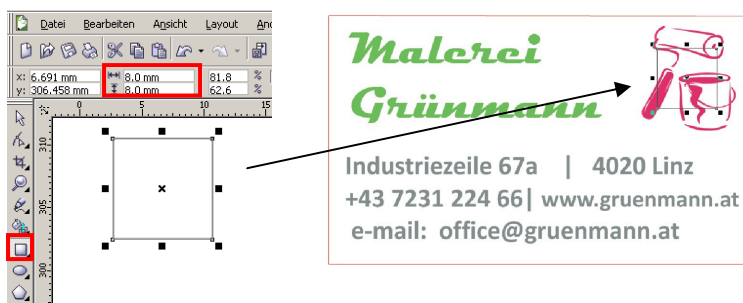 Datei Bearbeiten Ansicht Layout
x: 6.691 mm 8.0 mm 81.8 %
y: 306.458 mm 8.0 mm 62.6 %
0 5 10 15
310
305
300
Malerei
Grünmann
Industriezeile 67a | 4020 Linz
+43 7231 224 66| www.gruenmann.at
e-mail: office@gruenmann.at